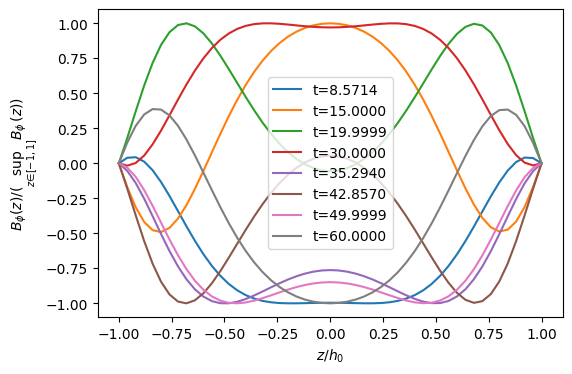 B_ϕ(z)/( sup_{z∈[−1,1]} B_ϕ(z))
1.00
0.75
0.50
0.25
0.00
−0.25
−0.50
−0.75
−1.00
t=8.5714
t=15.0000
t=19.9999
t=30.0000
t=35.2940
t=42.8570
t=49.9999
t=60.0000
−1.00 −0.75 −0.50 −0.25 0.00 0.25 0.50 0.75 1.00
z/h₀